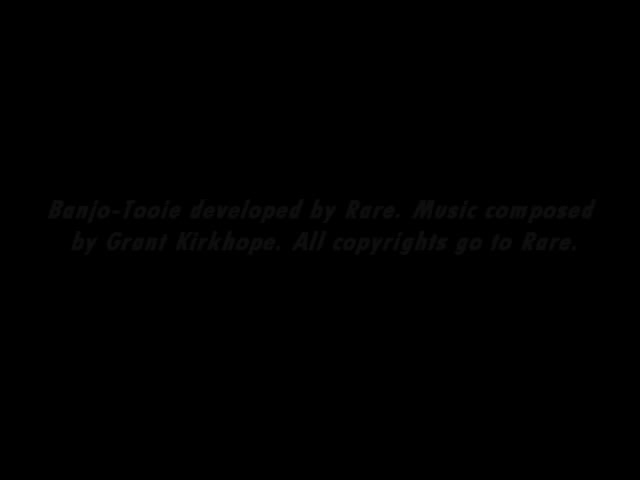 Banjo-Tooie developed by Rare. Music composed
by Grant Kirkhope. All copyrights go to Rare.